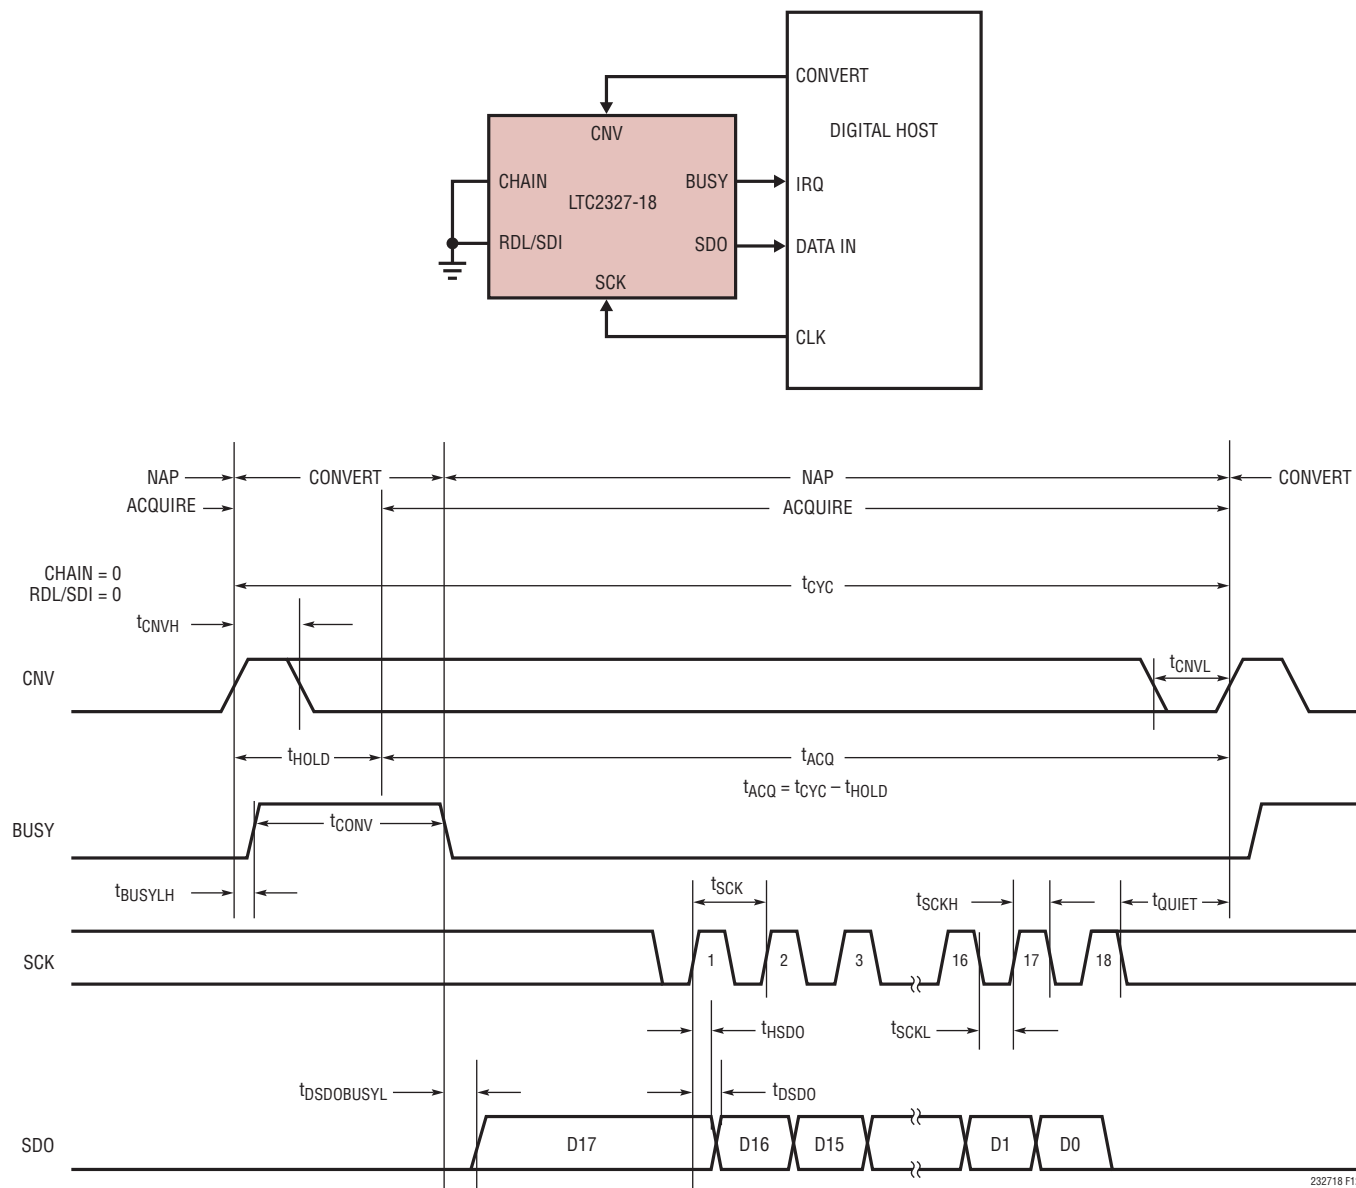 CONVERT
CNV
DIGITAL HOST
CHAIN
BUSY
IRQ
LTC2327-18
RDL/SDI
SDO
DATA IN
SCK
CLK
NAP
CONVERT
NAP
CONVERT
ACQUIRE
ACQUIRE
CHAIN = 0
RDL/SDI = 0
tCYC
tCNVH
CNV
tCNVL
tHOLD
tACQ
tACQ = tCYC – tHOLD
BUSY
tCONV
tBUSYLH
tSCK
tSCKH
tQUIET
SCK
1 2 3 16 17 18
tHSDO
tSCKL
tDSDOBUSYL
tDSDO
SDO
D17 D16 D15 D1 D0